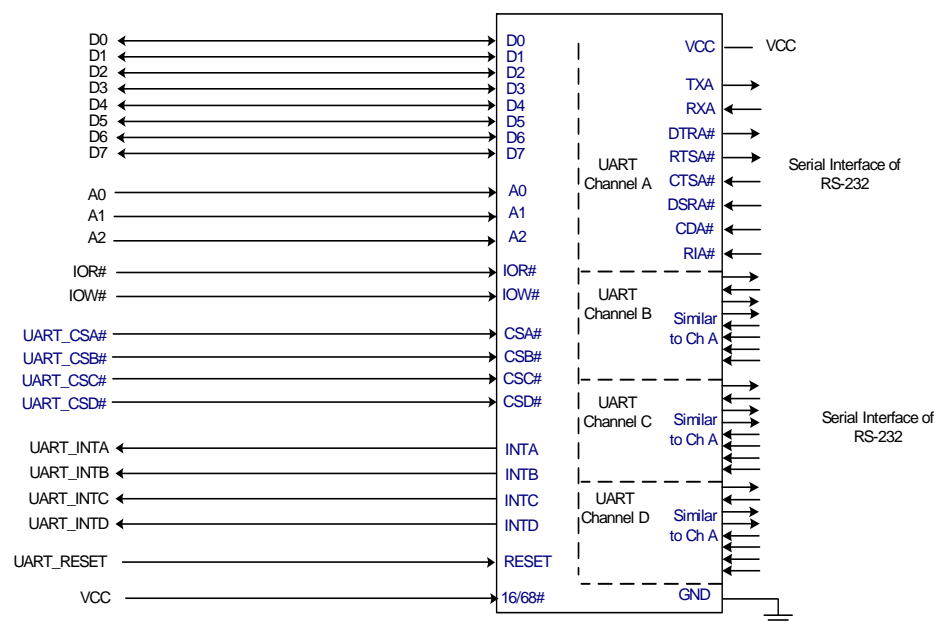 D0
D1
D2
D3
D4
D5
D6
D7
A0
A1
A2
IOR#
IOW#
UART_CSA#
UART_CSB#
UART_CSC#
UART_CSD#
UART_INTA
UART_INTB
UART_INTC
UART_INTD
UART_RESET
VCC
D0
D1
D2
D3
D4
D5
D6
D7
A0
A1
A2
IOR#
IOW#
CSA#
CSB#
CSC#
CSD#
INTA
INTB
INTC
INTD
RESET
16/68#
UART
Channel A
UART
Channel B
UART
Channel C
UART
Channel D
VCC
TXA
RXA
DTRA#
RTSA#
CTSA#
DSRA#
CDA#
RIA#
Similar
to Ch A
Similar
to Ch A
Similar
to Ch A
GND
VCC
Serial Interface of
RS-232
Serial Interface of
RS-232